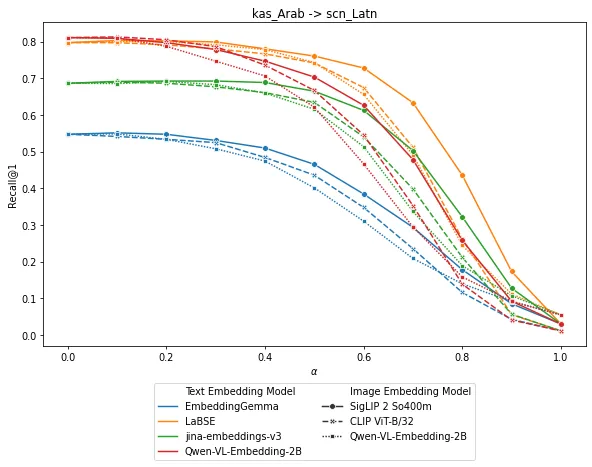 kas_Arab -> scn_Latn
Recall@1
0.8
0.7
0.6
0.5
0.4
0.3
0.2
0.1
0.0
0.0 0.2 0.4 0.6 0.8 1.0
α
Text Embedding Model Image Embedding Model
EmbeddingGemma SigLIP 2 So400m
LaBSE CLIP ViT-B/32
jina-embeddings-v3 Qwen-VL-Embedding-2B
Qwen-VL-Embedding-2B